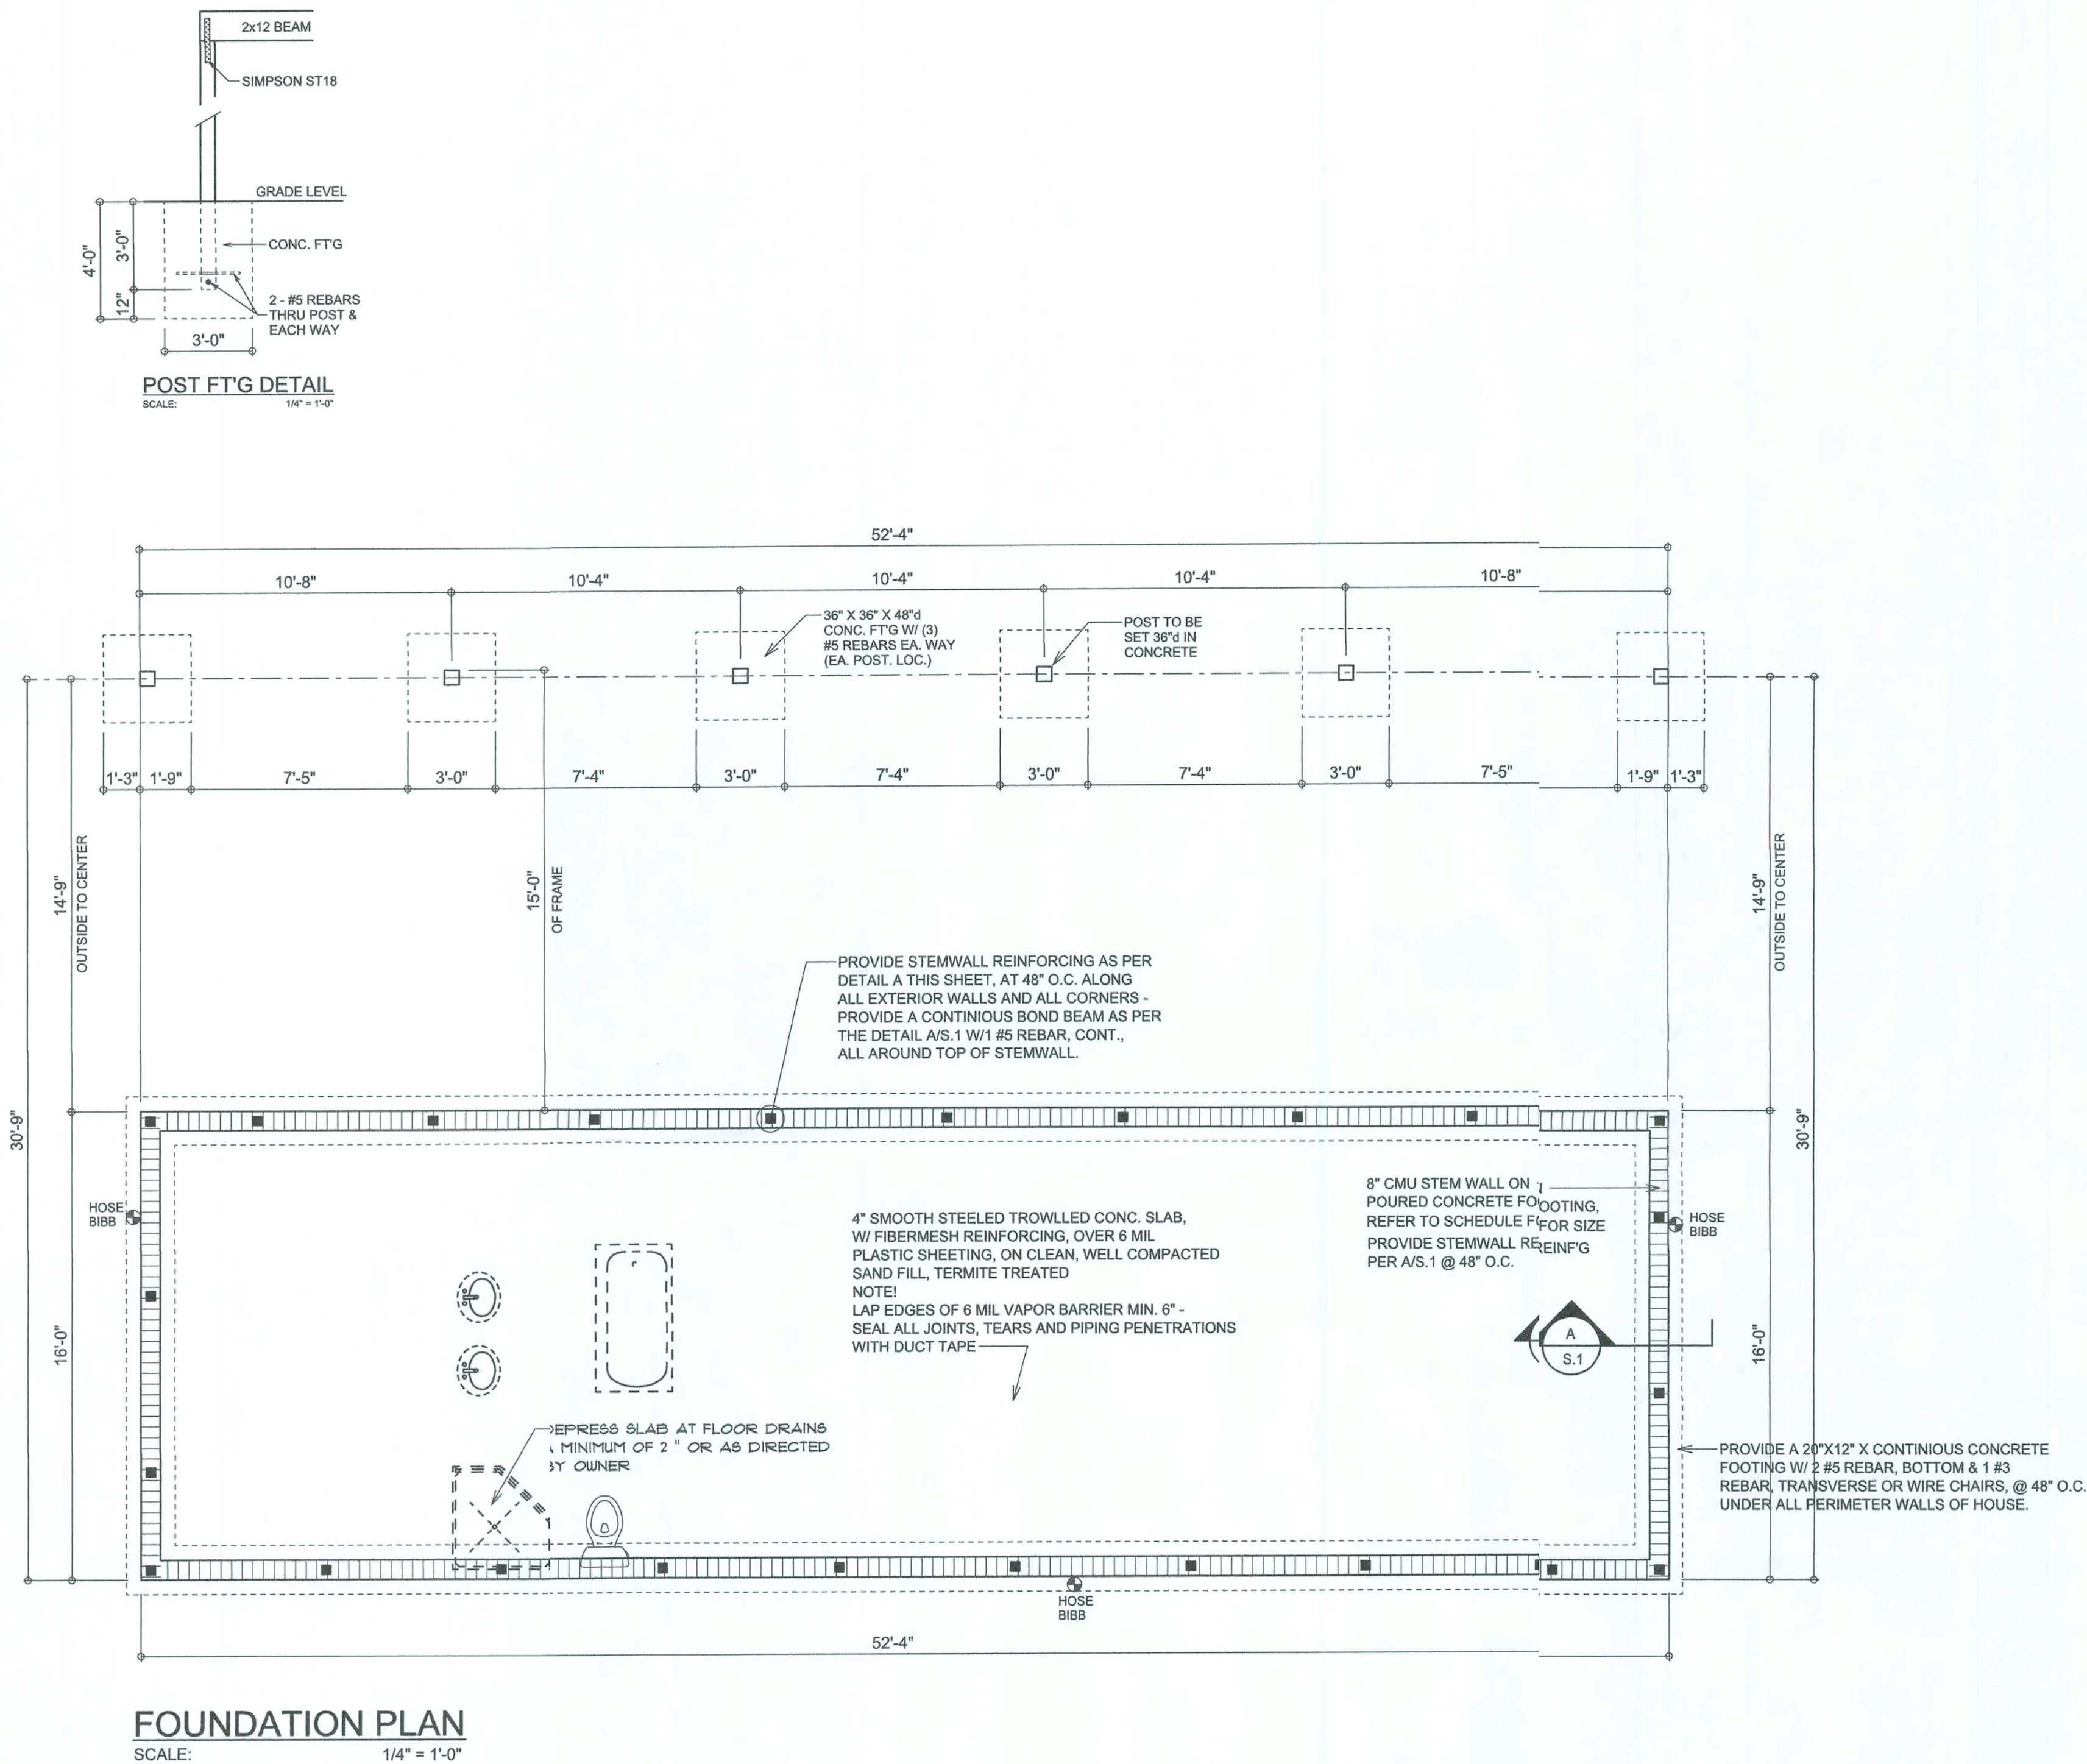 2x12 BEAM
SIMPSON ST18
GRADE LEVEL
4'-0"
3'-0"
CONC. FT'G
12"
2 - #5 REBARS
THRU POST &
EACH WAY
3'-0"
POST FT'G DETAIL
SCALE: 1/4" = 1'-0"
52'-4"
10'-8" 10'-4" 10'-4" 10'-4" 10'-8"
36" X 36" X 48"d
CONC. FT'G W/ (3)
#5 REBARS EA. WAY
(EA. POST. LOC.)
POST TO BE
SET 36"d IN
CONCRETE
1'-3" 1'-9" 7'-5" 3'-0" 7'-4" 3'-0" 7'-4" 3'-0" 7'-4" 3'-0" 7'-5" 1'-9" 1'-3"
14'-9"
OUTSIDE TO CENTER
15'-0"
OF FRAME
14'-9"
OUTSIDE TO CENTER
PROVIDE STEMWALL REINFORCING AS PER
DETAIL A THIS SHEET, AT 48" O.C. ALONG
ALL EXTERIOR WALLS AND ALL CORNERS -
PROVIDE A CONTINIOUS BOND BEAM AS PER
THE DETAIL A/S.1 W/1 #5 REBAR, CONT.,
ALL AROUND TOP OF STEMWALL.
30'-9"
30'-9"
HOSE
BIBB
8" CMU STEM WALL ON
POURED CONCRETE FOOOTING,
REFER TO SCHEDULE FFOR SIZE
PROVIDE STEMWALL REREINF'G
PER A/S.1 @ 48" O.C.
HOSE
BIBB
4" SMOOTH STEELED TROWLLED CONC. SLAB,
W/ FIBERMESH REINFORCING, OVER 6 MIL
PLASTIC SHEETING, ON CLEAN, WELL COMPACTED
SAND FILL, TERMITE TREATED
NOTE!
LAP EDGES OF 6 MIL VAPOR BARRIER MIN. 6" -
SEAL ALL JOINTS, TEARS AND PIPING PENETRATIONS
WITH DUCT TAPE
16'-0"
A
S.1
16'-0"
DEPRESS SLAB AT FLOOR DRAINS
MINIMUM OF 2 " OR AS DIRECTED
BY OWNER
PROVIDE A 20"X12" X CONTINIOUS CONCRETE
FOOTING W/ 2 #5 REBAR, BOTTOM & 1 #3
REBAR, TRANSVERSE OR WIRE CHAIRS, @ 48" O.C.
UNDER ALL PERIMETER WALLS OF HOUSE.
HOSE
BIBB
52'-4"
FOUNDATION PLAN
SCALE: 1/4" = 1'-0"